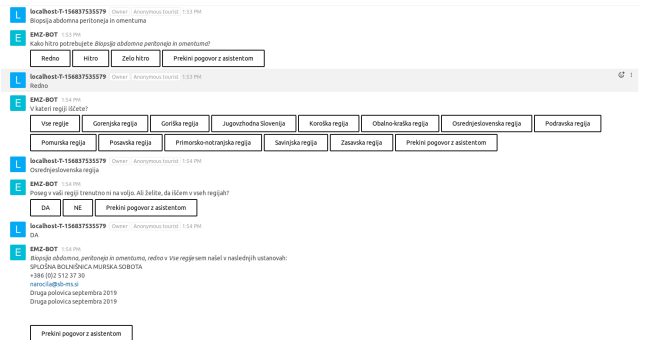 L
localhost-T-156837535579 Owner Anonymous tourist 1:53 PM
Biopsija abdomna peritoneja in omentuma
E
EMZ-BOT 1:53 PM
Kako hitro potrebujete Biopsija abdomna peritoneja in omentuma?
Redno Hitro Zelo hitro Prekini pogovor z asistentom
L
localhost-T-156837535579 Owner Anonymous tourist 1:53 PM
Redno
E
EMZ-BOT 1:54 PM
V kateri regiji iščete?
Vse regije Gorenjska regija Goriška regija Jugovzhodna Slovenija Koroška regija Obalno-kraška regija Osrednjeslovenska regija Podravska regija
Pomurska regija Posavska regija Primorsko-notranjska regija Savinjska regija Zasavska regija Prekini pogovor z asistentom
L
localhost-T-156837535579 Owner Anonymous tourist 1:54 PM
Osrednjeslovenska regija
E
EMZ-BOT 1:54 PM
Poseg v vaši regiji trenutno ni na voljo. Ali želite, da iščem v vseh regijah?
DA NE Prekini pogovor z asistentom
L
localhost-T-156837535579 Owner Anonymous tourist 1:54 PM
DA
E
EMZ-BOT 1:54 PM
Biopsija abdomna, peritoneja in omentuma, redno v Vse regije sem našel v naslednjih ustanovah:
SPLOŠNA BOLNIŠNICA MURSKA SOBOTA
+386 (0)2 512 37 30
narocila@sb-ms.si
Druga polovica septembra 2019
Druga polovica septembra 2019
Prekini pogovor z asistentom